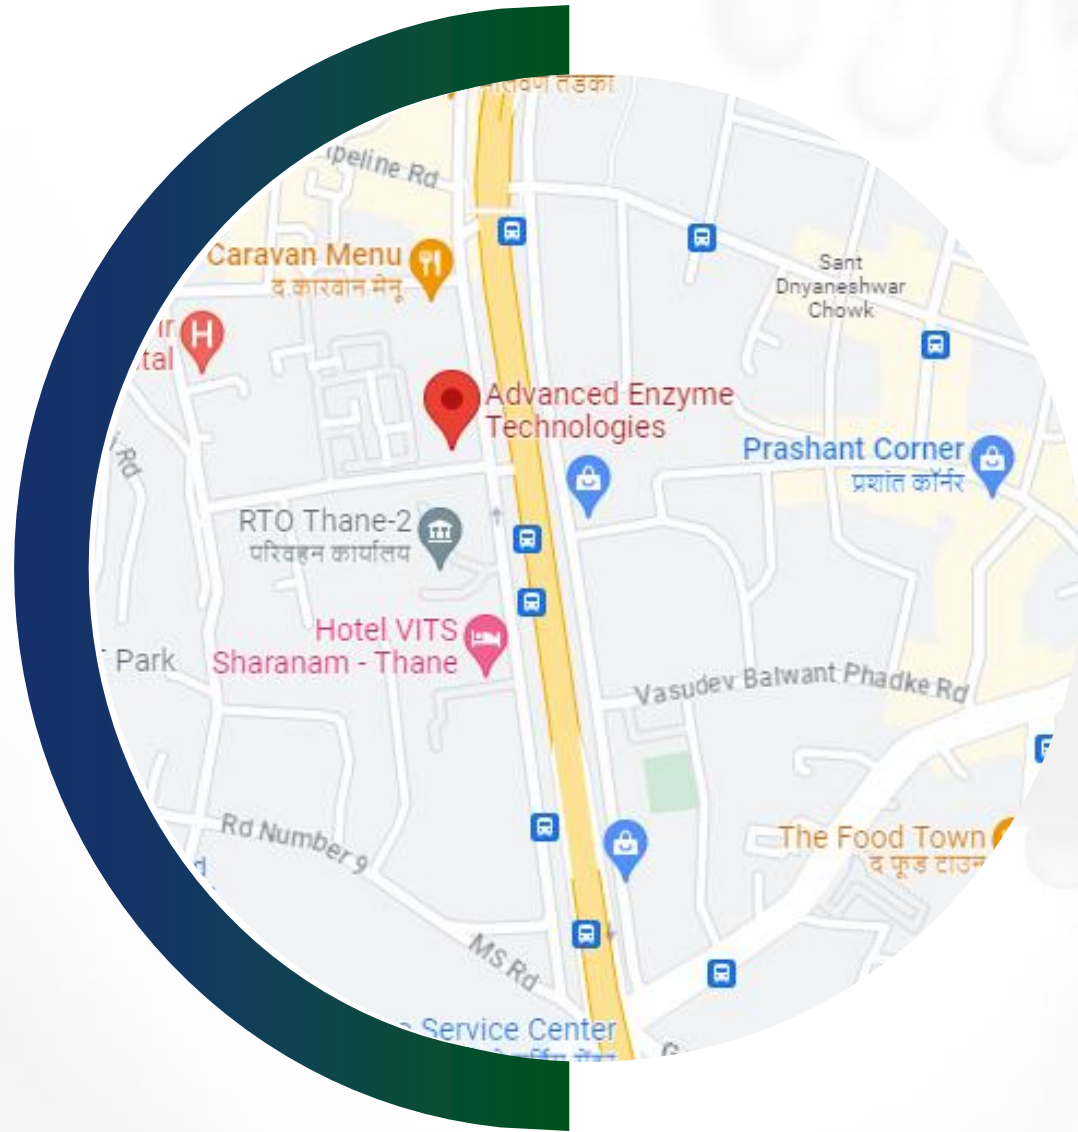 Caravan Menu
द कारवान मेनू
Sant
Dnyaneshwar
Chowk
H
Advanced Enzyme
Technologies
Rd
Prashant Corner
प्रशांत कॉर्नर
RTO Thane-2
परिवहन कार्यालय
Hotel VITS
Sharanam - Thane
Park
Vasudev Balwant Phadke Rd
Rd Number 9
The Food Town
द फूड टाउन
MS Rd
Service Center